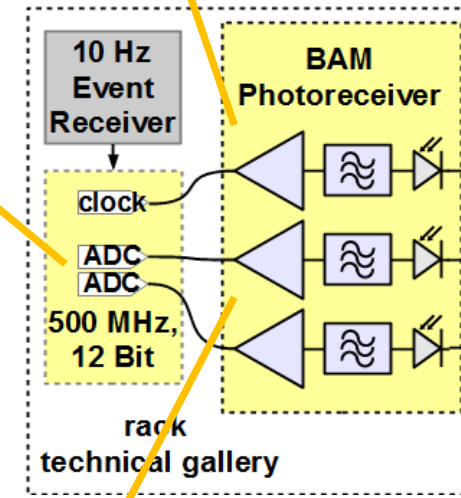 10 Hz
Event
Receiver
BAM
Photoreceiver
clock
ADC
ADC
500 MHz,
12 Bit
rack
technical gallery